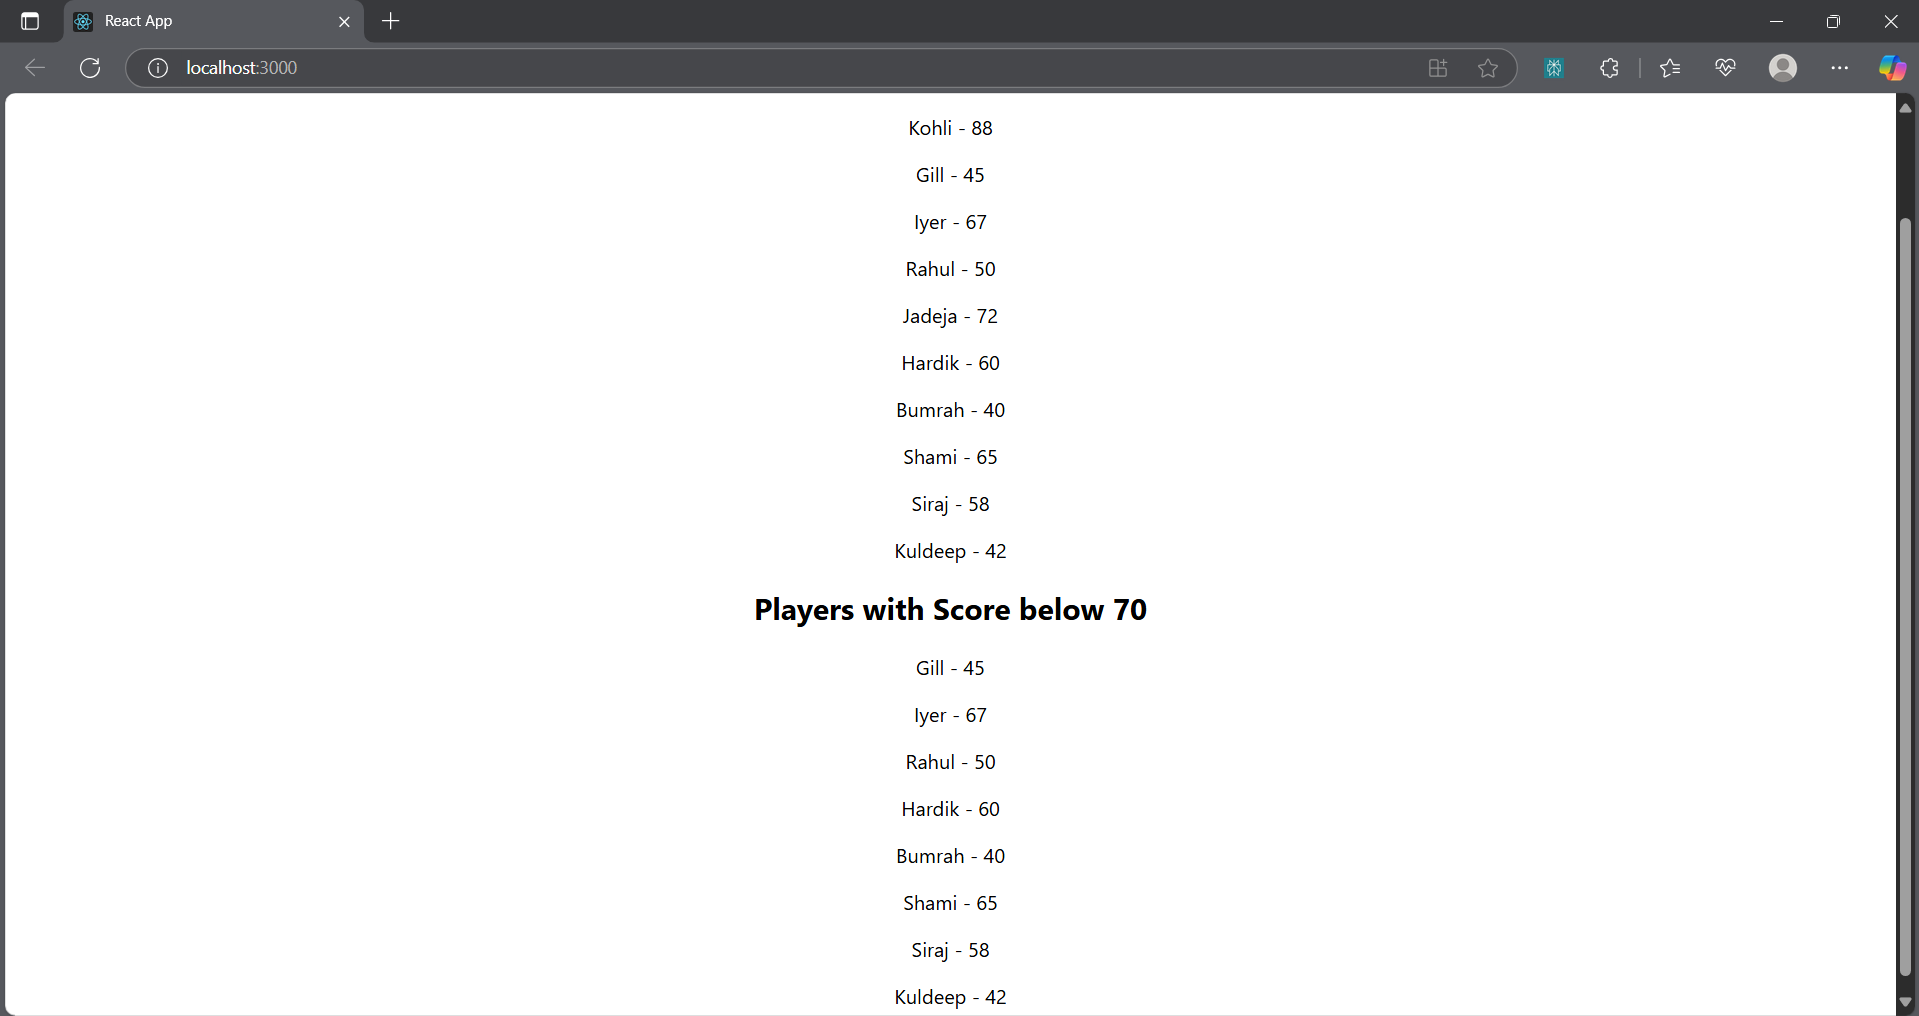 React App
localhost:3000
Kohli - 88
Gill - 45
Iyer - 67
Rahul - 50
Jadeja - 72
Hardik - 60
Bumrah - 40
Shami - 65
Siraj - 58
Kuldeep - 42
Players with Score below 70
Gill - 45
Iyer - 67
Rahul - 50
Hardik - 60
Bumrah - 40
Shami - 65
Siraj - 58
Kuldeep - 42